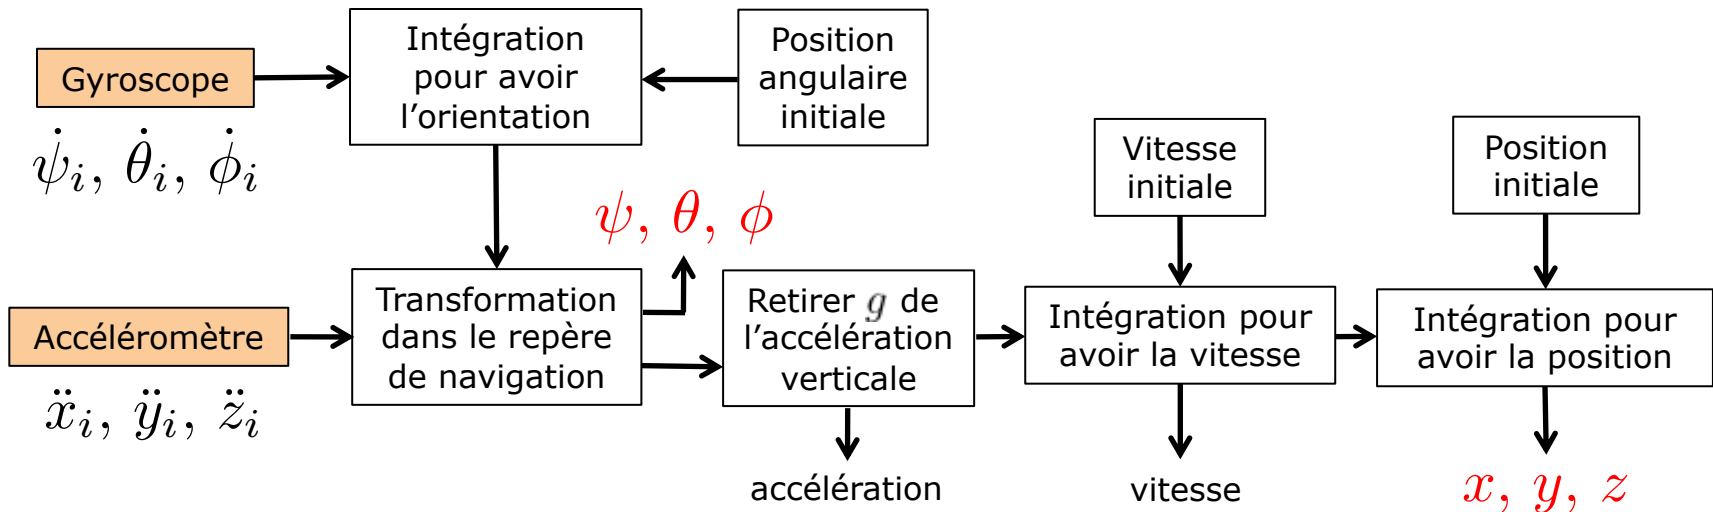 Gyroscope
ψ̇ᵢ, θ̇ᵢ, ϕ̇ᵢ
Intégration
pour avoir
l’orientation
Position
angulaire
initiale
Vitesse
initiale
Position
initiale
ψ, θ, ϕ
Accéléromètre
ẍᵢ, ÿᵢ, z̈ᵢ
Transformation
dans le repère
de navigation
Retirer g de
l’accélération
verticale
Intégration pour
avoir la vitesse
Intégration pour
avoir la position
accélération
vitesse
x, y, z